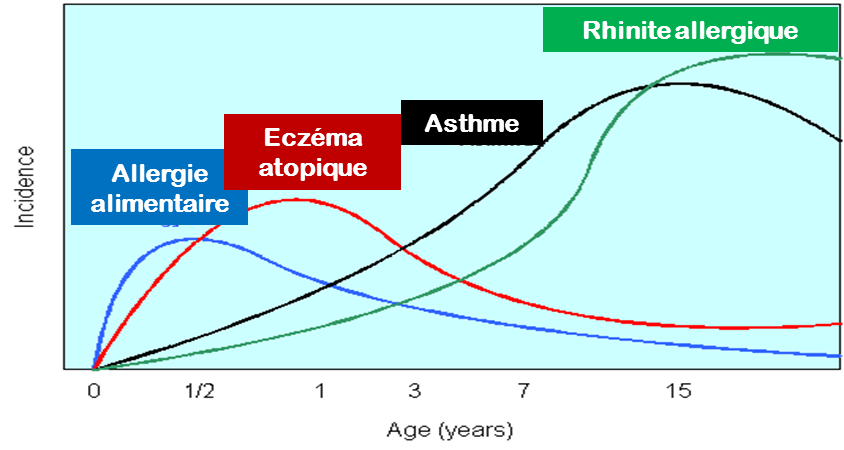 Rhinite allergique
Asthme
Eczéma
atopique
Allergie
alimentaire
Incidence
0 1/2 1 3 7 15
Age (years)